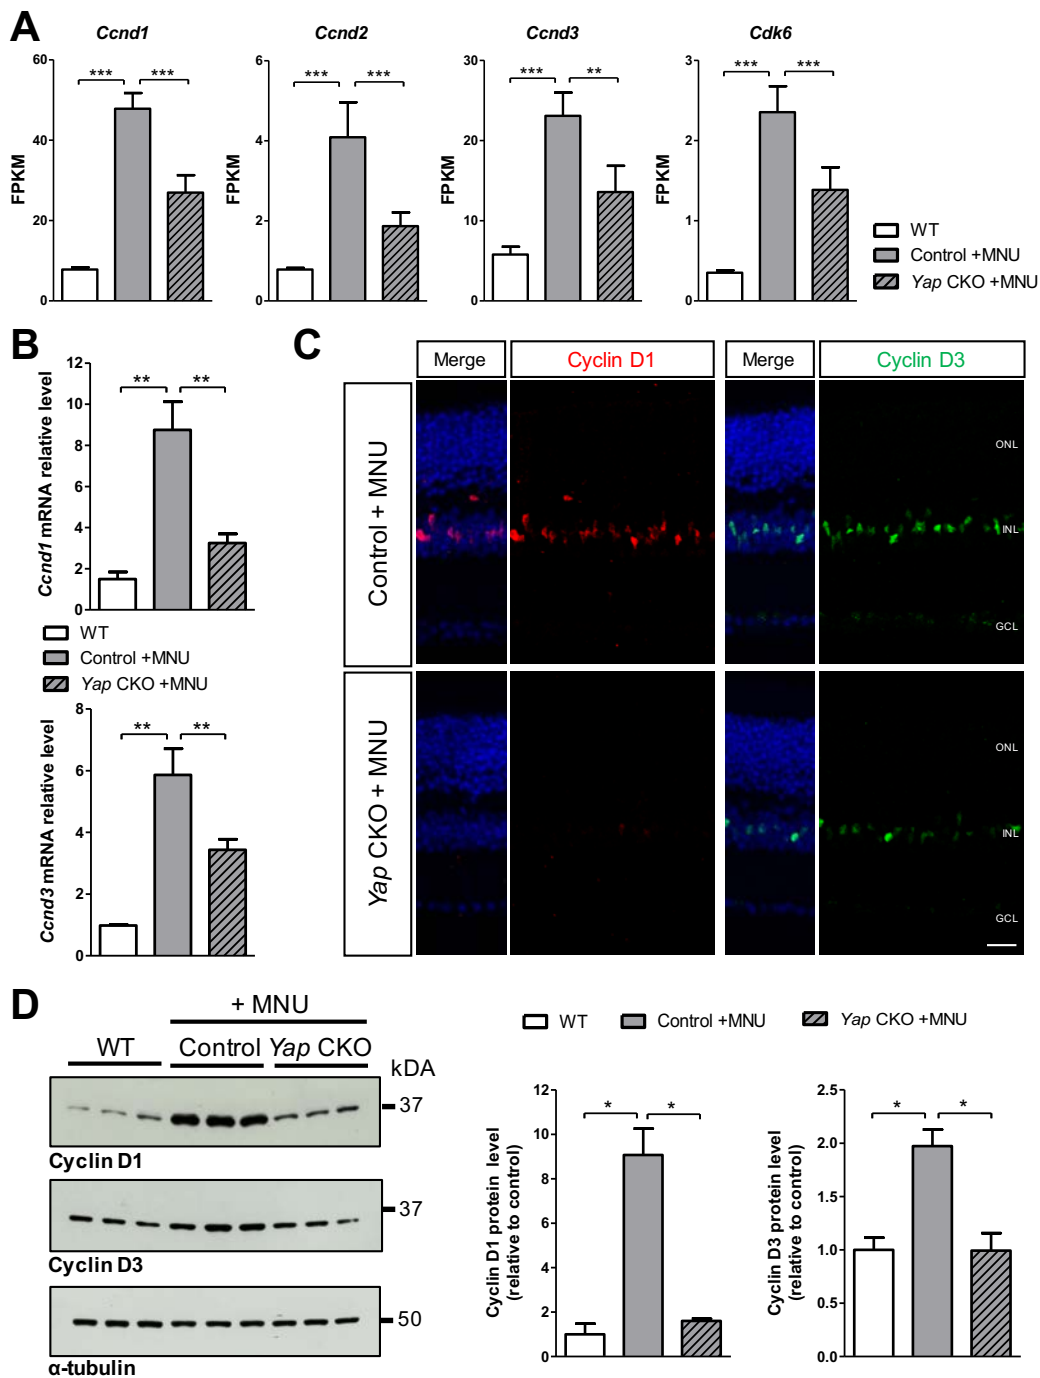 A
Ccnd1
Ccnd2
Ccnd3
Cdk6
60
40
20
0
FPKM
*** ***
6
4
2
0
FPKM
*** ***
30
20
10
0
FPKM
*** **
3
2
1
0
FPKM
*** ***
WT
Control +MNU
Yap CKO +MNU
B
12
10
8
6
4
2
0
Ccnd1 mRNA relative level
** **
WT
Control +MNU
Yap CKO +MNU
8
6
4
2
0
Ccnd3 mRNA relative level
** **
C
Merge
Cyclin D1
Merge
Cyclin D3
Control + MNU
ONL
INL
GCL
Yap CKO + MNU
ONL
INL
GCL
D
+ MNU
WT
Control
Yap CKO
kDA
37
Cyclin D1
37
Cyclin D3
50
α-tubulin
WT
Control +MNU
Yap CKO +MNU
12
10
8
6
4
2
0
Cyclin D1 protein level
(relative to control)
* *
2.5
2.0
1.5
1.0
0.5
0.0
Cyclin D3 protein level
(relative to control)
* *